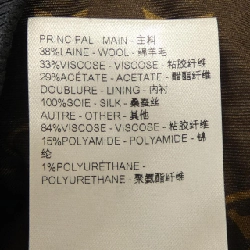 PRINCIPAL - MAIN - 主料
38%LAINE - WOOL - 绵羊毛
33%VISCOSE - VISCOSE - 粘胶纤维
29%ACÉTATE - ACETATE - 醋酯纤维
DOUBLURE - LINING - 内衬
100%SOIE - SILK - 桑蚕丝
AUTRE - OTHER - 其他
84%VISCOSE - VISCOSE - 粘胶纤维
15%POLYAMIDE - POLYAMIDE - 锦
纶
1%POLYURÉTHANE -
POLYURETHANE - 聚氨酯纤维